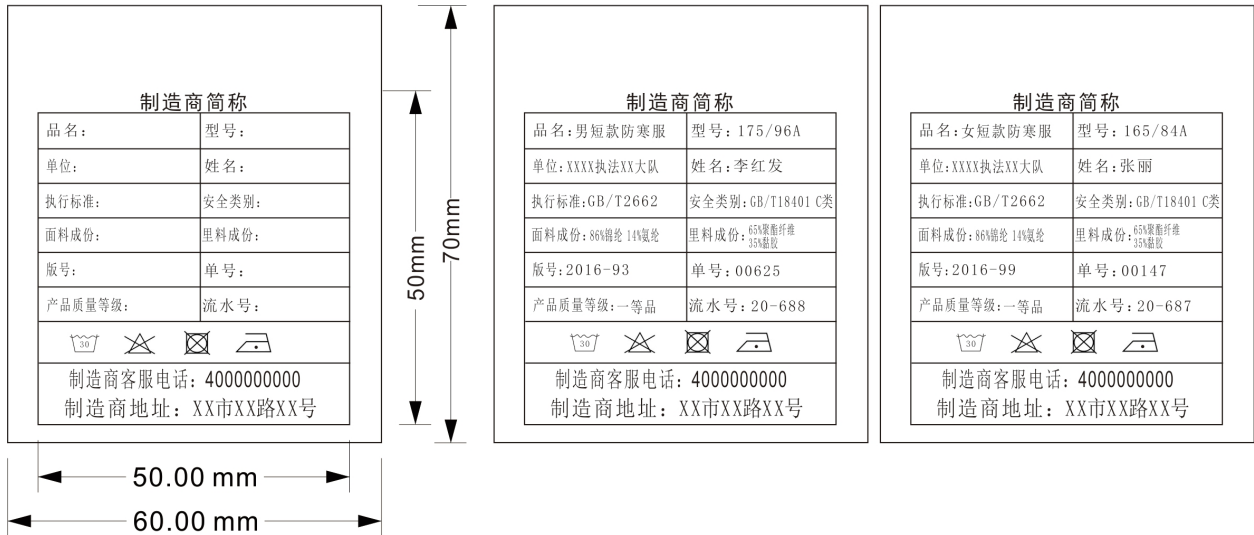 制造商简称
品名:
型号:
单位:
姓名:
执行标准:
安全类别:
面料成份:
里料成份:
版号:
单号:
产品质量等级:
流水号:
30
制造商客服电话: 4000000000
制造商地址: XX市XX路XX号
50mm
70mm
50.00 mm
60.00 mm
制造商简称
品名:男短款防寒服
型号: 175/96A
单位:XXXX执法XX大队
姓名:李红发
执行标准:GB/T2662
安全类别:GB/T18401 C类
面料成份:86%锦纶 14%氨纶
里料成份:65%聚酯纤维
35%黏胶
版号:2016-93
单号:00625
产品质量等级:一等品
流水号:20-688
30
制造商客服电话: 4000000000
制造商地址: XX市XX路XX号
制造商简称
品名:女短款防寒服
型号: 165/84A
单位:XXXX执法XX大队
姓名:张丽
执行标准:GB/T2662
安全类别:GB/T18401 C类
面料成份:86%锦纶 14%氨纶
里料成份:65%聚酯纤维
35%黏胶
版号:2016-99
单号:00147
产品质量等级:一等品
流水号:20-687
30
制造商客服电话: 4000000000
制造商地址: XX市XX路XX号